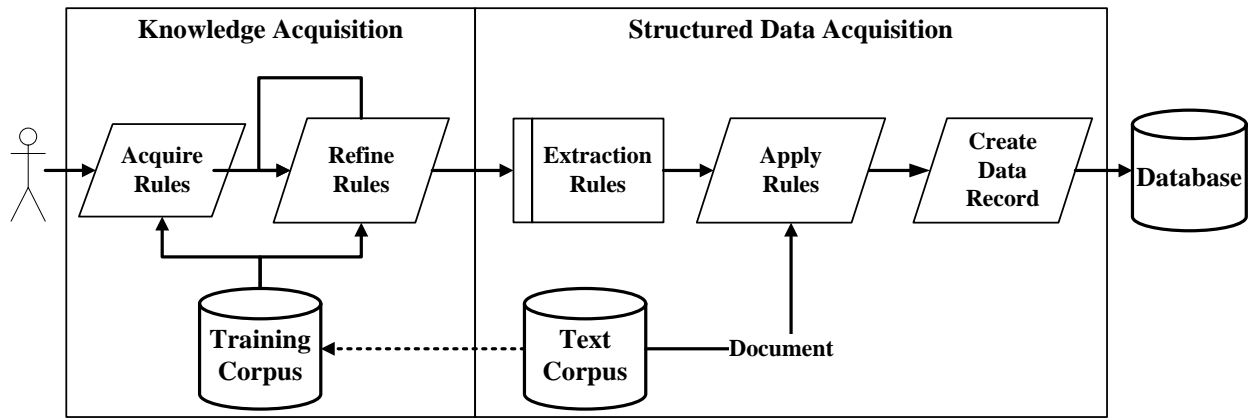 Knowledge Acquisition
Structured Data Acquisition
Acquire
Rules
Refine
Rules
Extraction
Rules
Apply
Rules
Create
Data
Record
Database
Training
Corpus
Text
Corpus
Document